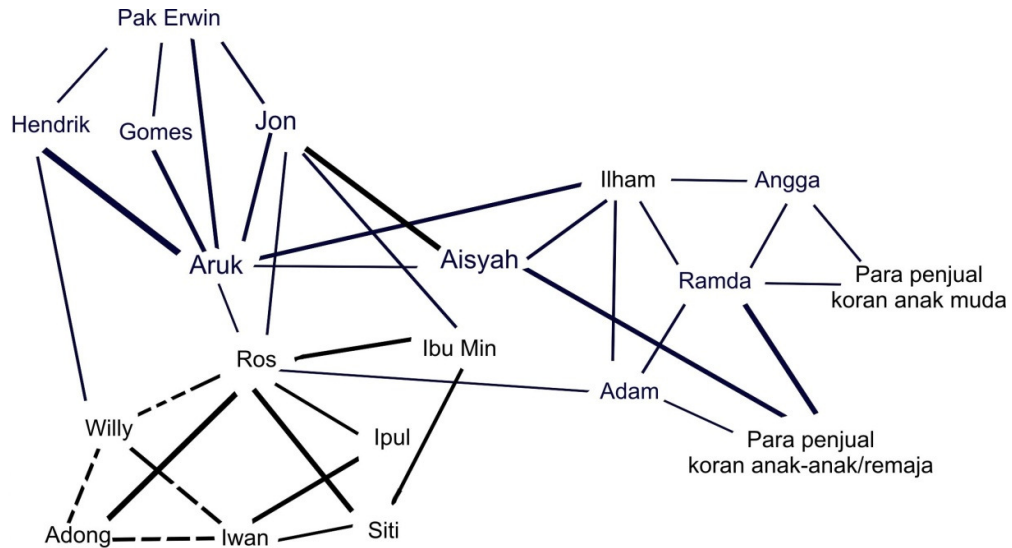 Pak Erwin
Hendrik
Gomes
Jon
Ilham
Angga
Aruk
Aisyah
Ramda
Para penjual
koran anak muda
Ros
Ibu Min
Adam
Willy
Ipul
Para penjual
koran anak-anak/remaja
Adong
Iwan
Siti